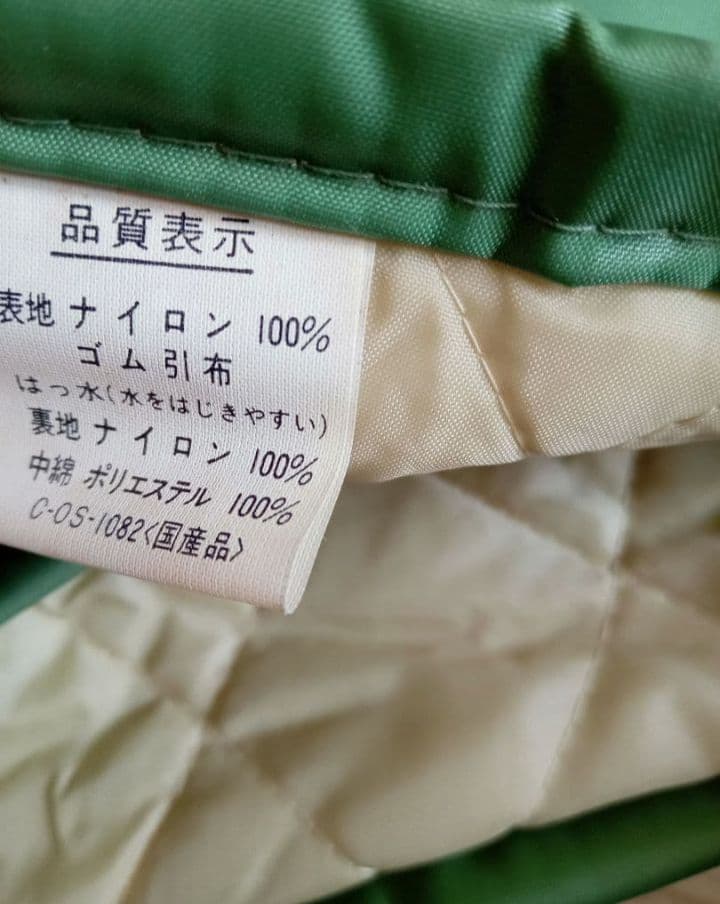 品質表示
表地 ナイロン 100%
ゴム引布
はっ水(水をはじきやすい)
裏地 ナイロン 100%
中綿 ポリエステル 100%
C-OS-1082<国産品>